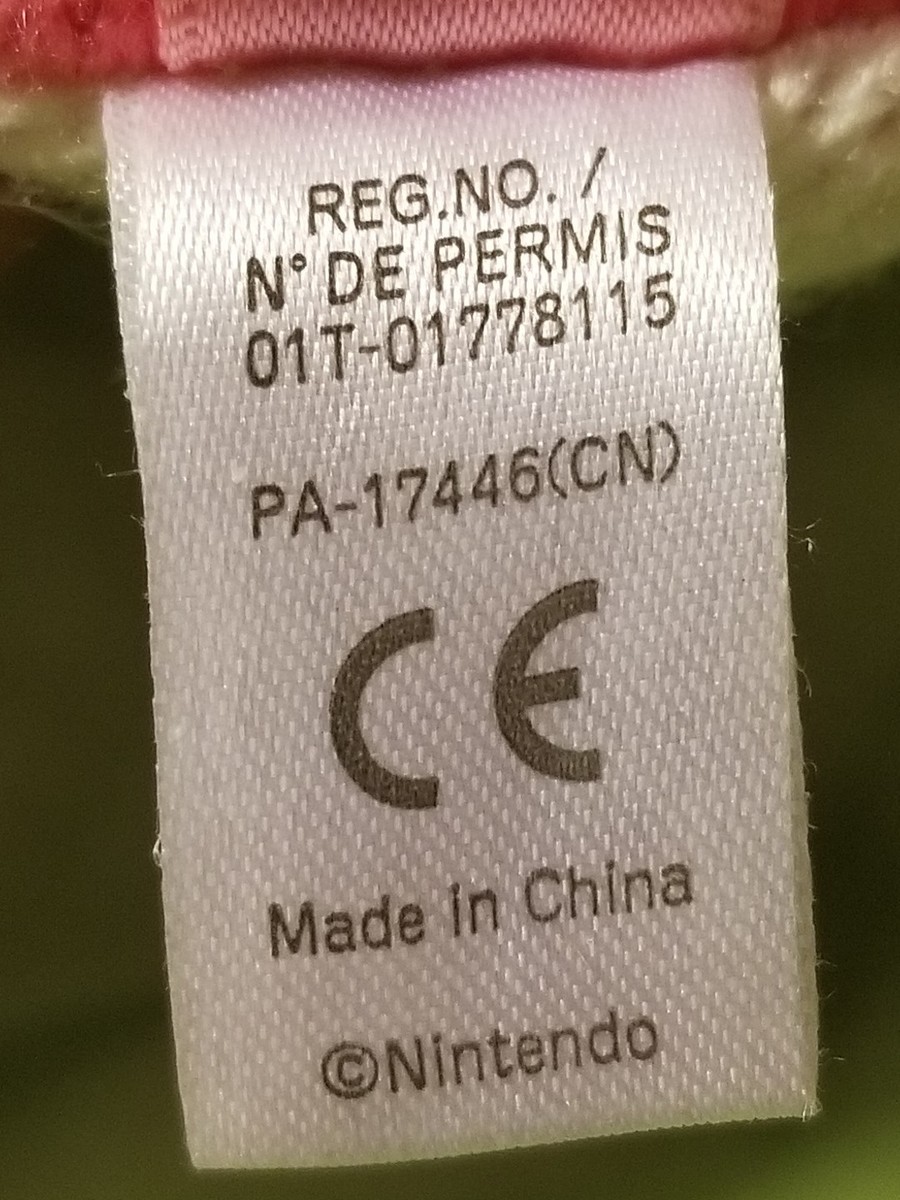 REG.NO. /
N° DE PERMIS
01T-01778115
PA-17446(CN)
CE
Made in China
©Nintendo